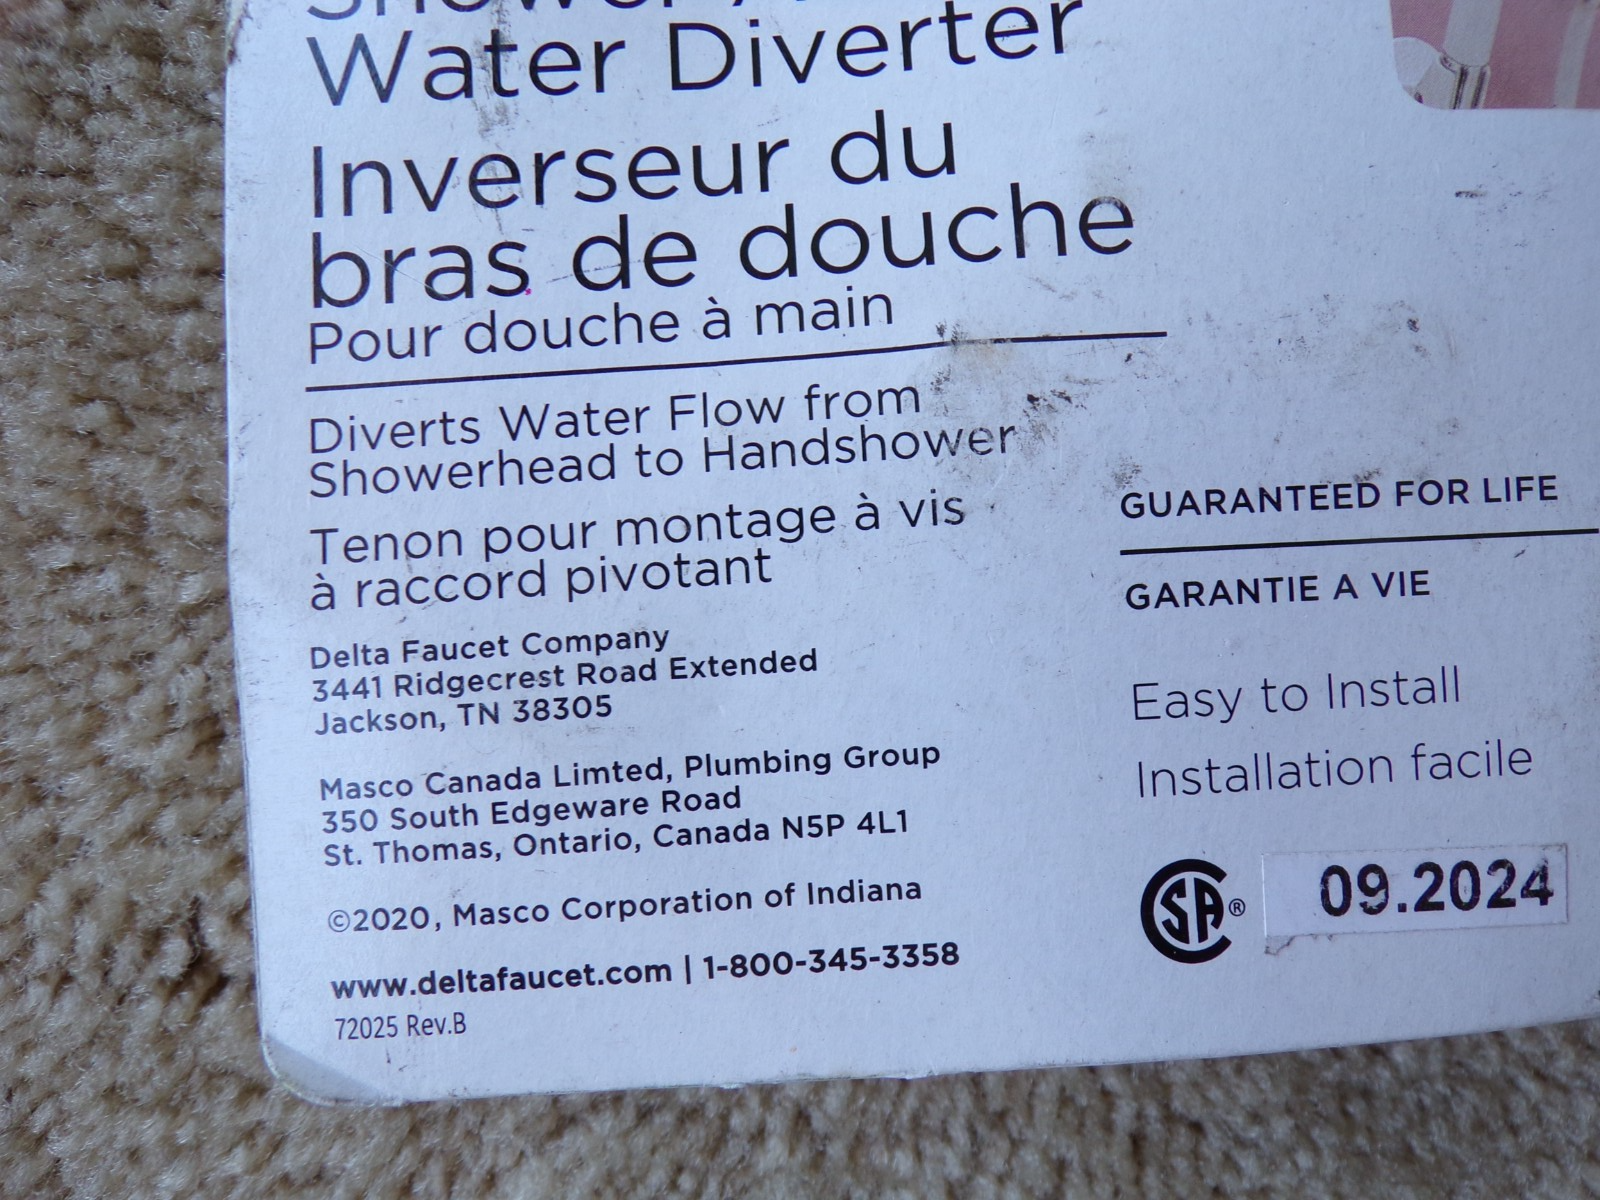 Shower
Water Diverter
Inverseur du
bras de douche
Pour douche à main
Diverts Water Flow from
Showerhead to Handshower
Tenon pour montage à vis
à raccord pivotant
Delta Faucet Company
3441 Ridgecrest Road Extended
Jackson, TN 38305
Masco Canada Limted, Plumbing Group
350 South Edgeware Road
St. Thomas, Ontario, Canada N5P 4L1
©2020, Masco Corporation of Indiana
www.deltafaucet.com | 1-800-345-3358
72025 Rev.B
GUARANTEED FOR LIFE
GARANTIE A VIE
Easy to Install
Installation facile
CSA®
09.2024